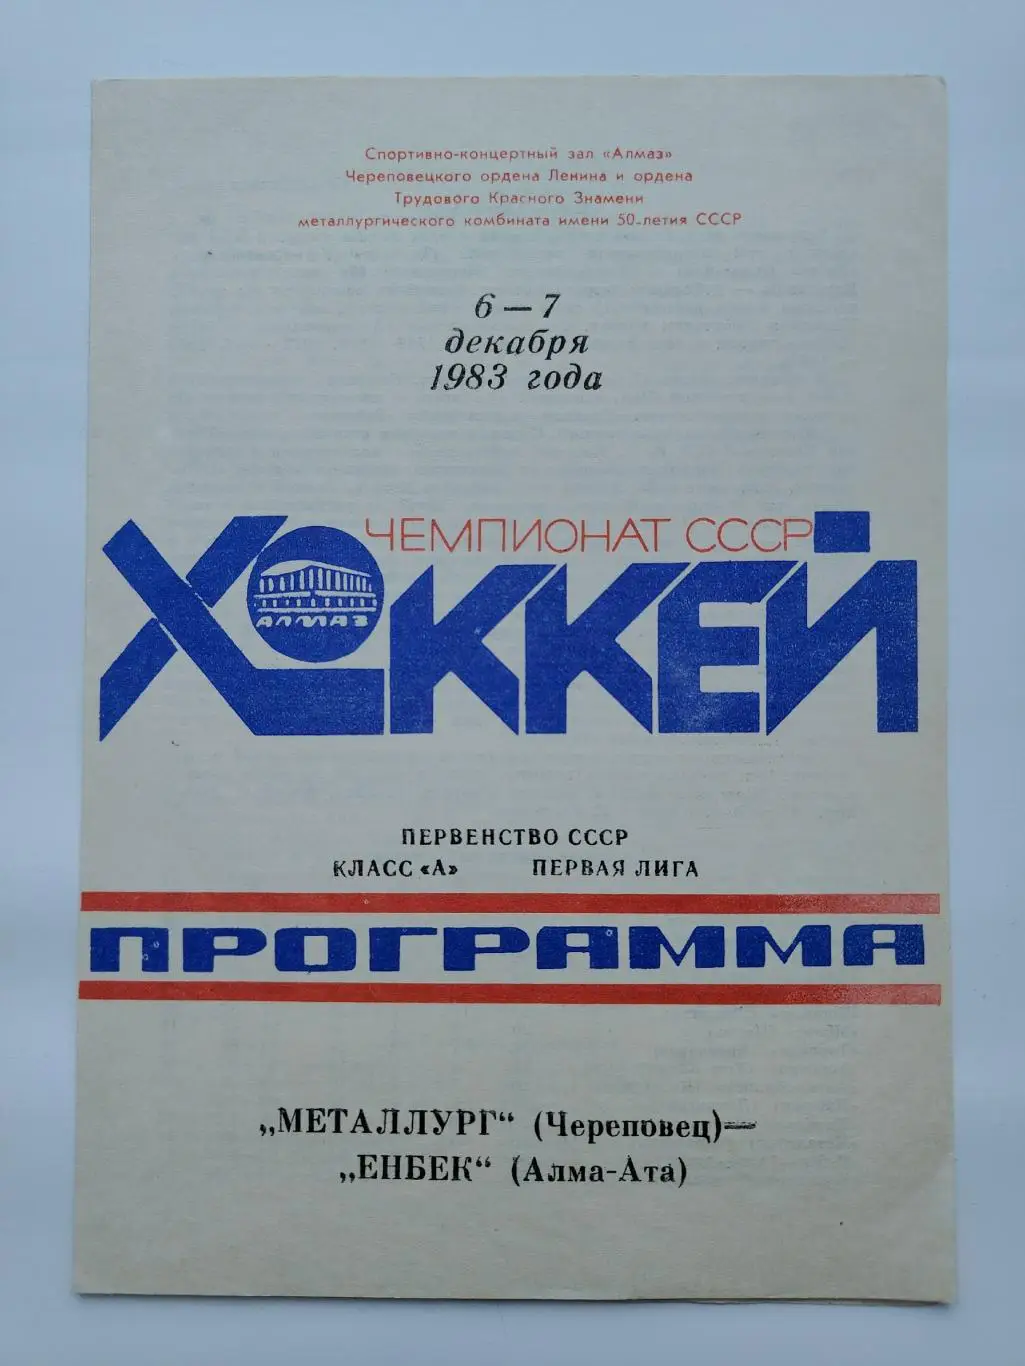 Спортивно-концертный зал «Алмаз»
Череповецкого ордена Ленина и ордена
Трудового Красного Знамени
металлургического комбината имени 50-летия СССР
6—7
декабря
1983 года
ЧЕМПИОНАТ СССР
ХОККЕЙ
АЛМАЗ
ПЕРВЕНСТВО СССР
КЛАСС «А» ПЕРВАЯ ЛИГА
ПРОГРАММА
„МЕТАЛЛУРГ“ (Череповец)—
„ЕНБЕК“ (Алма-Ата)